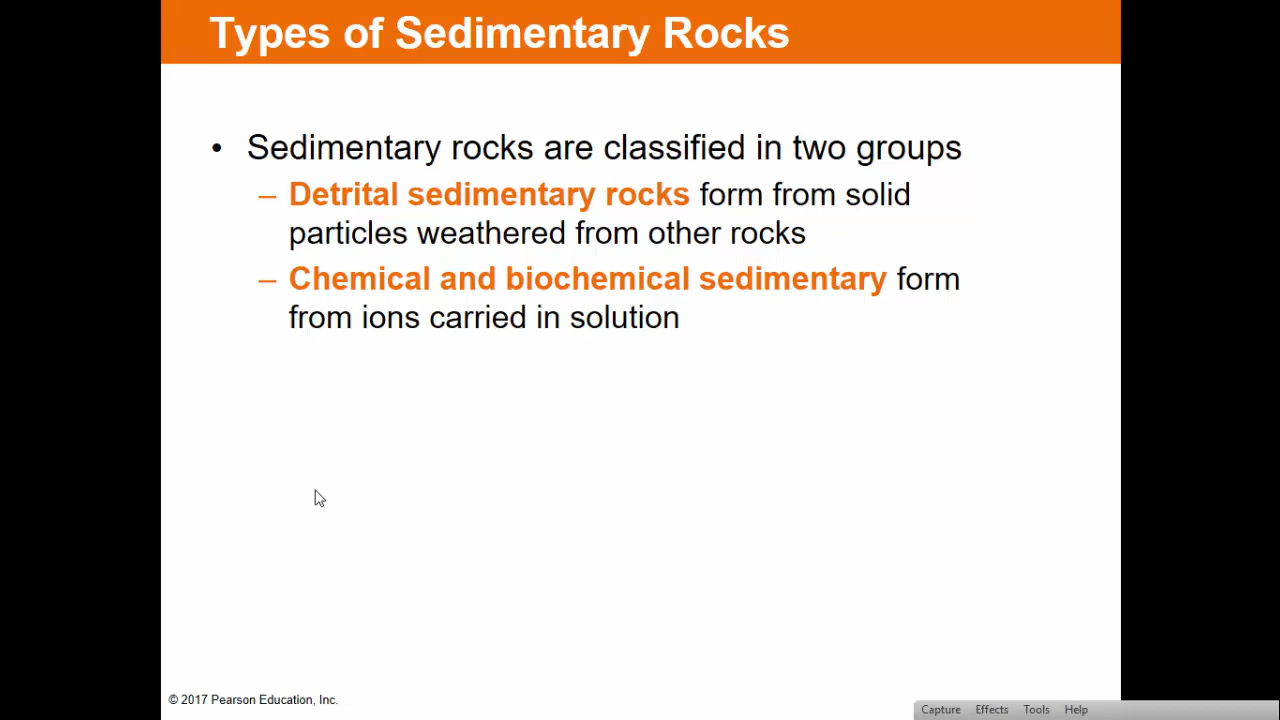 Types of Sedimentary Rocks
• Sedimentary rocks are classified in two groups
– Detrital sedimentary rocks form from solid
particles weathered from other rocks
– Chemical and biochemical sedimentary form
from ions carried in solution
© 2017 Pearson Education, Inc.
Capture Effects Tools Help